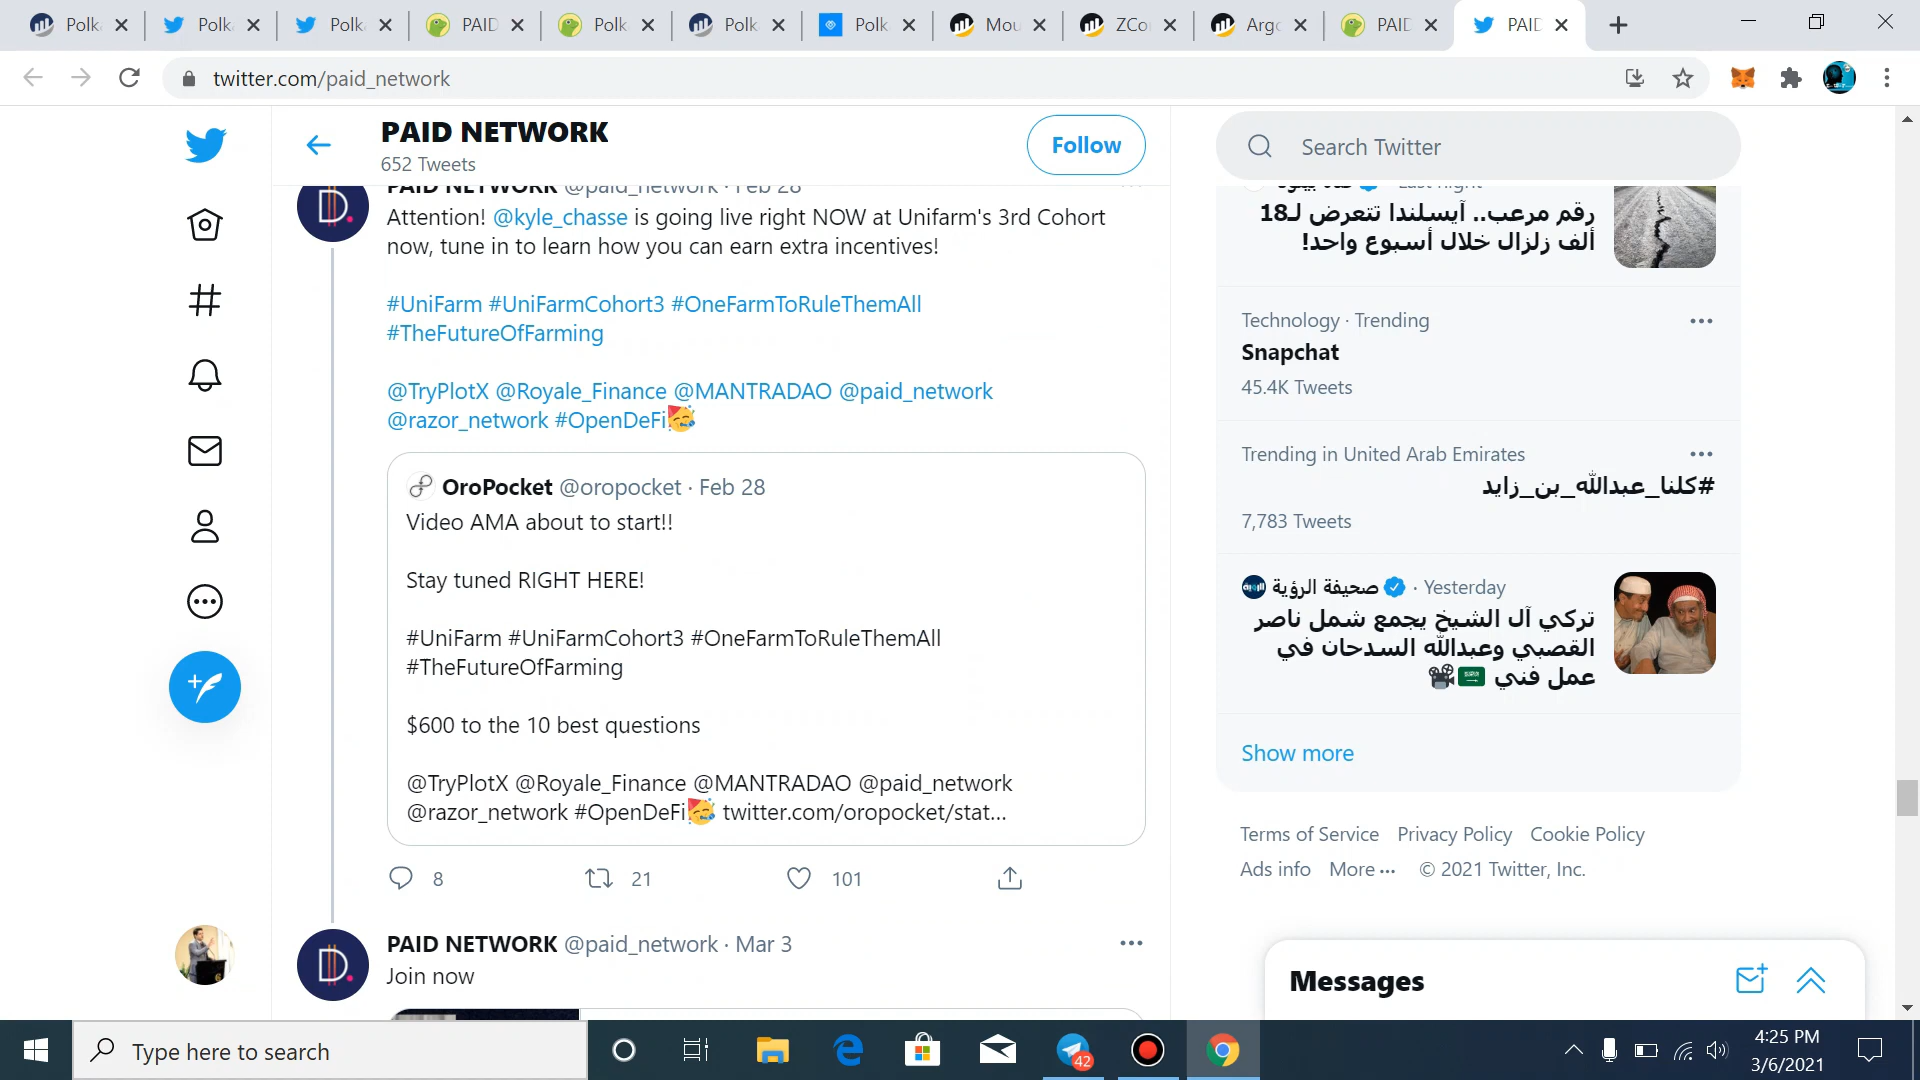 Polk
Polk
Polk
PAID
Polk
Polk
Polk
Mou
ZCo
Argo
PAID
PAID
twitter.com/paid_network
PAID NETWORK
652 Tweets
Follow
PAID NETWORK @paid_network · Feb 28
Attention! @kyle_chasse is going live right NOW at Unifarm's 3rd Cohort
now, tune in to learn how you can earn extra incentives!
#UniFarm #UniFarmCohort3 #OneFarmToRuleThemAll
#TheFutureOfFarming
@TryPlotX @Royale_Finance @MANTRADAO @paid_network
@razor_network #OpenDeFi🥳
OroPocket @oropocket · Feb 28
Video AMA about to start!!
Stay tuned RIGHT HERE!
#UniFarm #UniFarmCohort3 #OneFarmToRuleThemAll
#TheFutureOfFarming
$600 to the 10 best questions
@TryPlotX @Royale_Finance @MANTRADAO @paid_network
@razor_network #OpenDeFi🥳 twitter.com/oropocket/stat...
8 21 101
PAID NETWORK @paid_network · Mar 3
Join now
Search Twitter
Last night
رقم مرعب.. آيسلندا تتعرض لـ18
ألف زلزال خلال أسبوع واحد!
Technology · Trending
Snapchat
45.4K Tweets
Trending in United Arab Emirates
#كلنا_عبدالله_بن_زايد
7,783 Tweets
صحيفة الرؤية · Yesterday
تركي آل الشيخ يجمع شمل ناصر
القصبي وعبدالله السدحان في
عمل فني 🇸🇦🎥
Show more
Terms of Service Privacy Policy Cookie Policy
Ads info More ··· © 2021 Twitter, Inc.
Messages
Type here to search
42
4:25 PM
3/6/2021